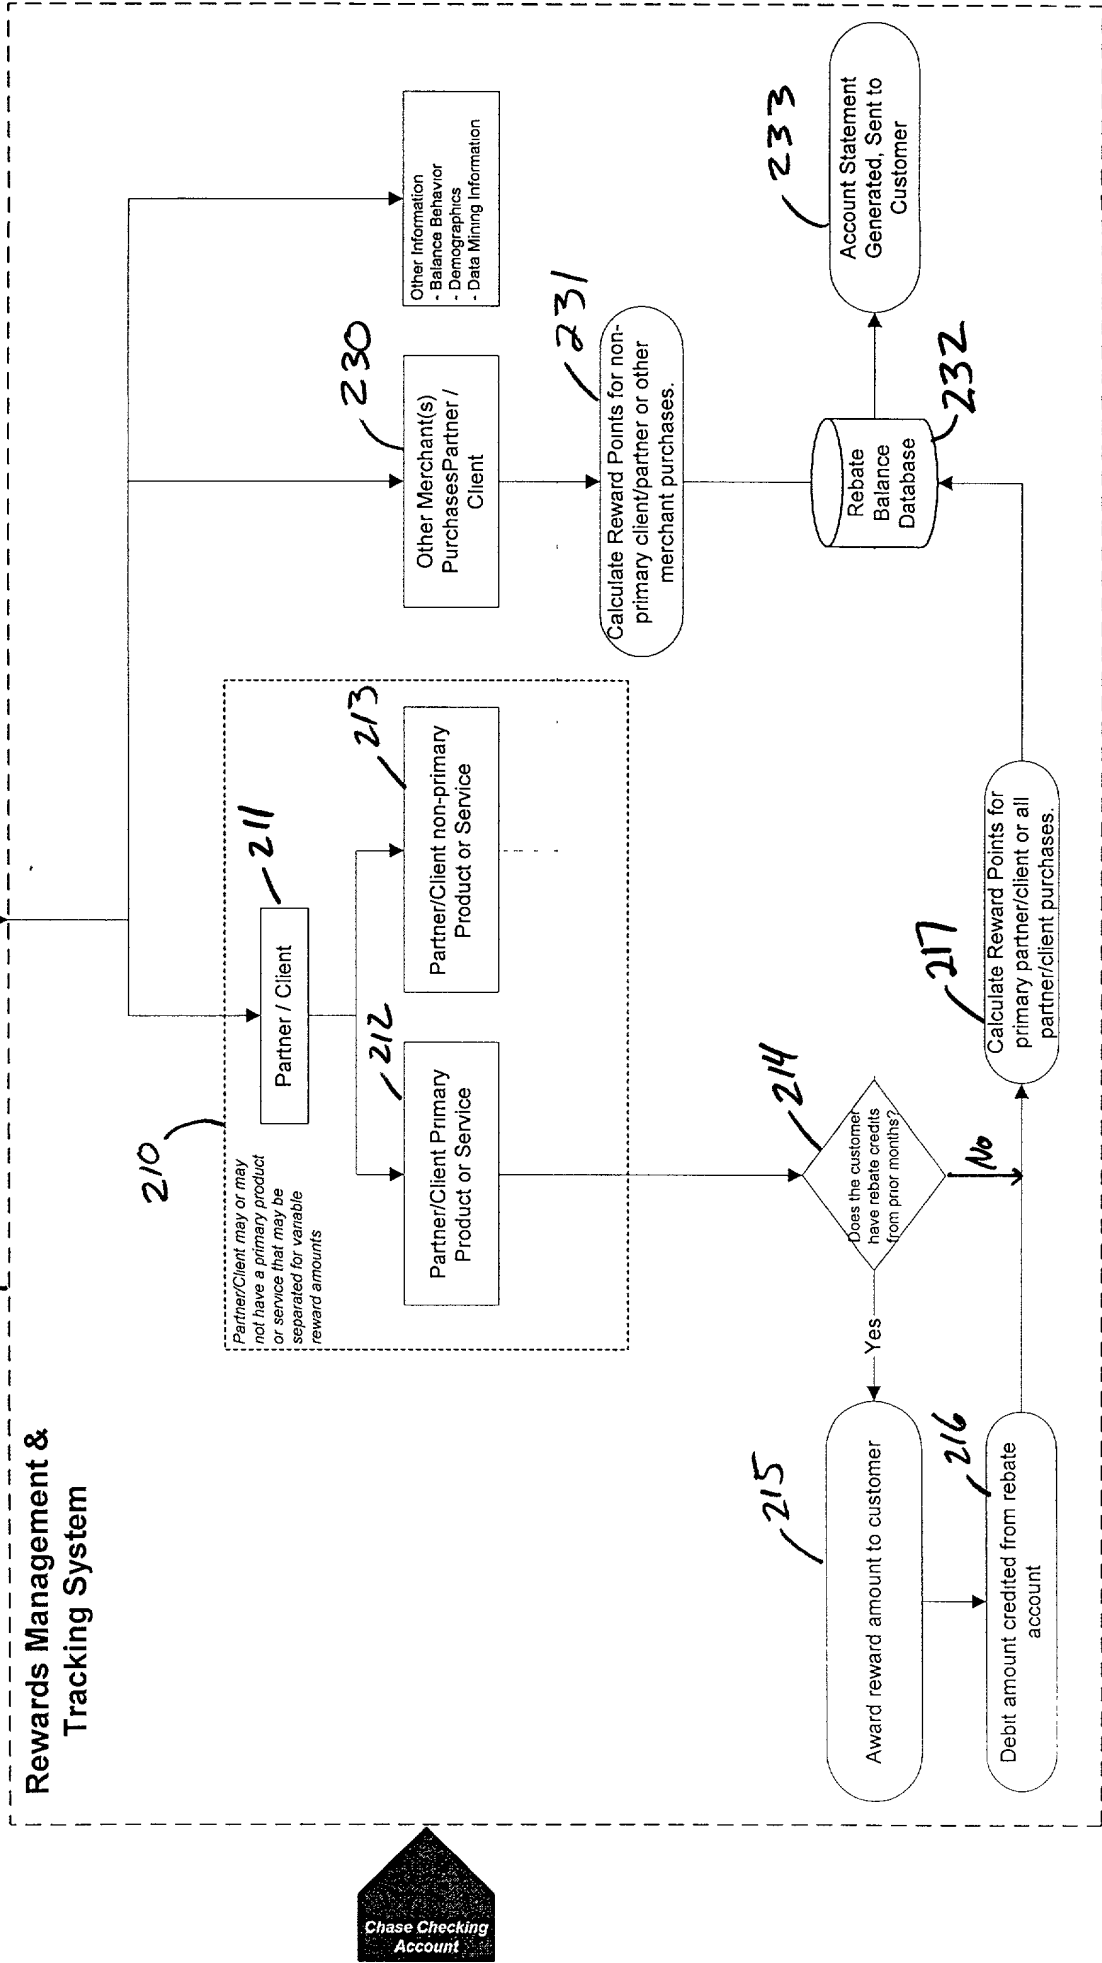 Rewards Management &
Tracking System
Chase Checking
Account
210
Partner/Client may or may
not have a primary product
or service that may be
separated for variable
reward amounts
211
Partner / Client
212
Partner/Client Primary
Product or Service
213
Partner/Client non-primary
Product or Service
230
Other Merchant(s)
PurchasesPartner /
Client
Other Information
- Balance Behavior
- Demographics
- Data Mining Information
231
Calculate Reward Points for non-
primary client/partner or other
merchant purchases.
214
Does the customer
have rebate credits
from prior months?
Yes
No
215
Award reward amount to customer
216
Debit amount credited from rebate
account
217
Calculate Reward Points for
primary partner/client or all
partner/client purchases.
Rebate
Balance
Database
232
233
Account Statement
Generated, Sent to
Customer